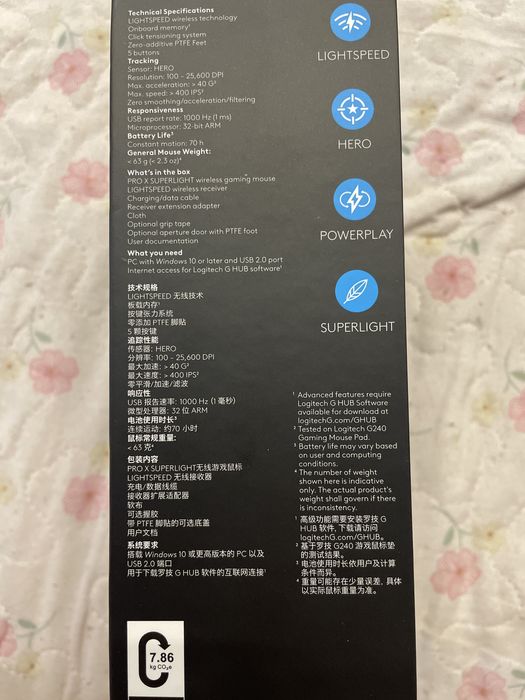 Technical Specifications
LIGHTSPEED wireless technology
Onboard memory¹
Click tensioning system
Zero-additive PTFE Feet
5 buttons
Tracking
Sensor: HERO
Resolution: 100 – 25,600 DPI
Max. acceleration: > 40 G²
Max. speed: > 400 IPS²
Zero smoothing/acceleration/filtering
Responsiveness
USB report rate: 1000 Hz (1 ms)
Microprocessor: 32-bit ARM
Battery Life³
Constant motion: 70 h
General Mouse Weight:
< 63 g (< 2.3 oz)⁴
What's in the box
PRO X SUPERLIGHT wireless gaming mouse
LIGHTSPEED wireless receiver
Charging/data cable
Receiver extension adapter
Cloth
Optional grip tape
Optional aperture door with PTFE foot
User documentation
What you need
PC with Windows 10 or later and USB 2.0 port
Internet access for Logitech G HUB software¹
技术规格
LIGHTSPEED 无线技术
板载内存¹
按键张力系统
零添加 PTFE 脚贴
5 颗按键
追踪性能
传感器: HERO
分辨率: 100 – 25,600 DPI
最大加速: > 40 G²
最大速度: > 400 IPS²
零平滑/加速/滤波
响应性
USB 报告速率: 1000 Hz (1 毫秒)
微型处理器: 32 位 ARM
电池使用时长³
连续运动: 约70 小时
鼠标常规重量:
< 63 克⁴
包装内容
PRO X SUPERLIGHT无线游戏鼠标
LIGHTSPEED 无线接收器
充电/数据线缆
接收器扩展适配器
软布
可选握胶
带 PTFE 脚贴的可选底盖
用户文档
系统要求
搭载 Windows 10 或更高版本的 PC 以及
USB 2.0 端口
用于下载罗技 G HUB 软件的互联网连接¹
LIGHTSPEED
HERO
POWERPLAY
SUPERLIGHT
¹ Advanced features require
Logitech G HUB Software
available for download at
logitechG.com/GHUB
² Tested on Logitech G240
Gaming Mouse Pad.
³ Battery life may vary based
on user and computing
conditions.
⁴ The number of weight
shown here is indicative
only. The actual product's
weight shall govern if there
is inconsistency.
¹ 高级功能需要安装罗技 G
HUB 软件, 下载请访问
logitechG.com/GHUB。
² 基于罗技 G240 游戏鼠标垫
的测试结果。
³ 电池使用时长依用户及计算
条件而异。
⁴ 重量可能存在少量误差, 具体
以实际鼠标重量为准。
7.86
kg CO₂e